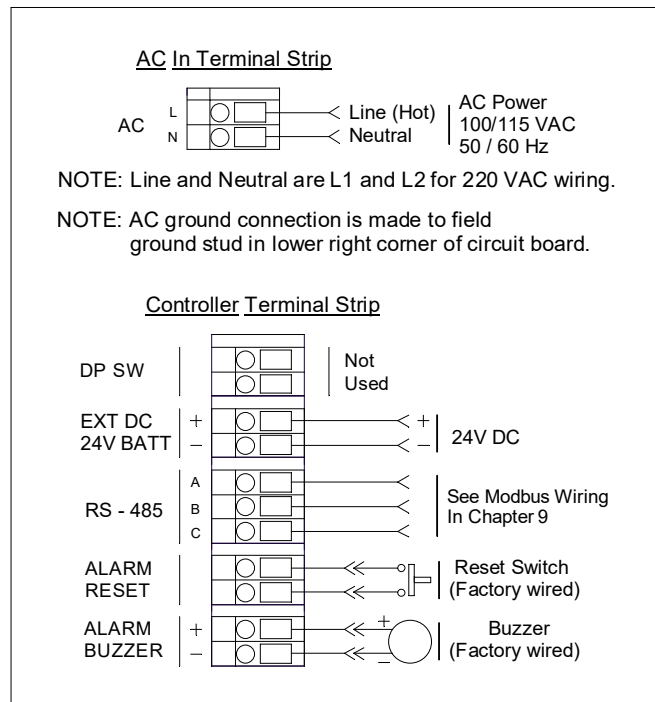 AC In Terminal Strip
AC
L
N
Line (Hot)
Neutral
AC Power
100/115 VAC
50 / 60 Hz
NOTE: Line and Neutral are L1 and L2 for 220 VAC wiring.
NOTE: AC ground connection is made to field
ground stud in lower right corner of circuit board.
Controller Terminal Strip
DP SW
Not
Used
EXT DC
24V BATT
+
–
+
–
24V DC
RS - 485
A
B
C
See Modbus Wiring
In Chapter 9
ALARM
RESET
Reset Switch
(Factory wired)
ALARM
BUZZER
+
–
+
–
Buzzer
(Factory wired)